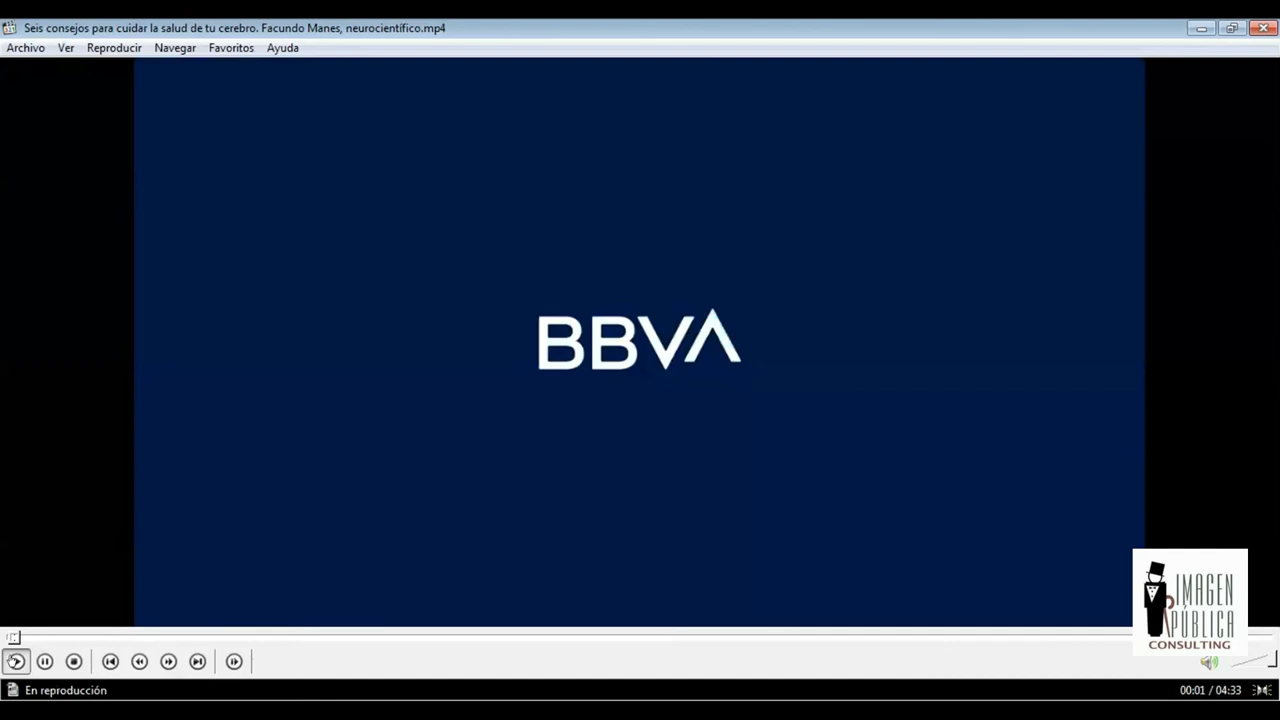 Seis consejos para cuidar la salud de tu cerebro. Facundo Manes, neurocientífico.mp4
Archivo Ver Reproducir Navegar Favoritos Ayuda
BBVA
IMAGEN
PÚBLICA
CONSULTING
En reproducción
00:01 / 04:33